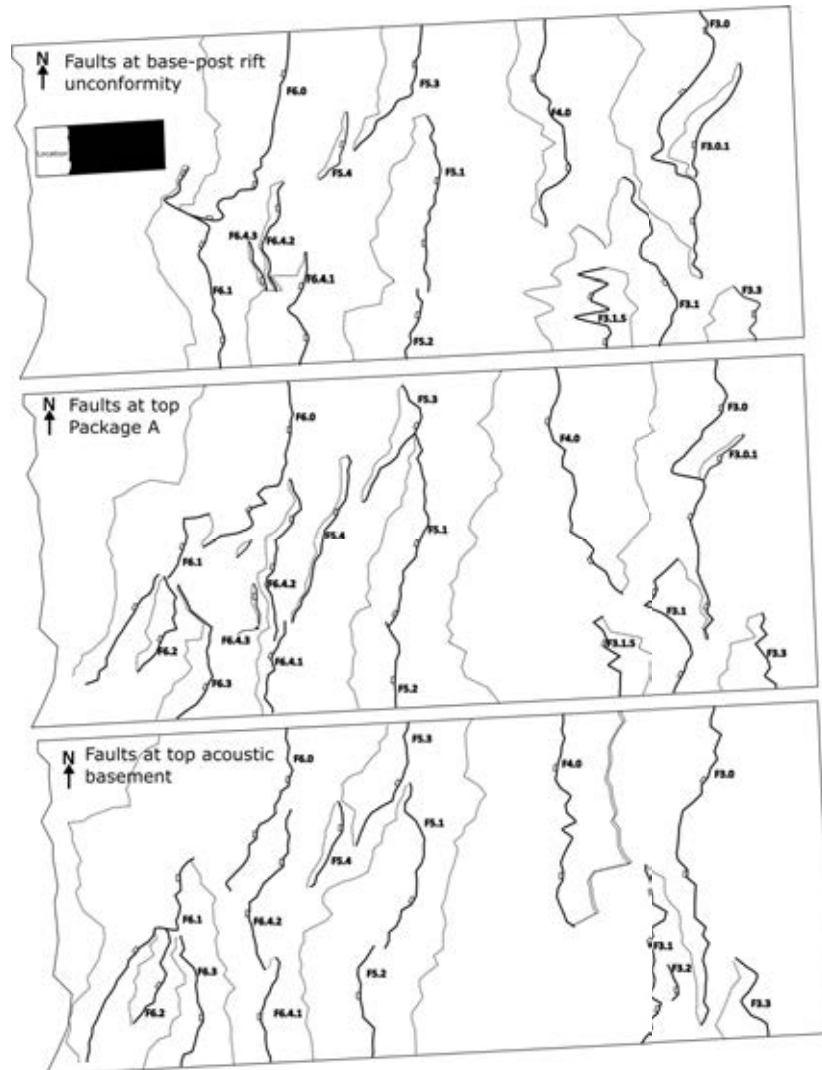 N
Faults at base-post rift
unconformity
Location
F6.0
F5.3
F3.0
F4.0
F3.0.1
F5.4
F5.1
F6.4.3
F6.4.2
F6.4.1
F6.1
F5.2
F3.1.5
F3.1
F3.3
N
Faults at top
Package A
F6.0
F5.3
F3.0
F4.0
F3.0.1
F5.4
F5.1
F6.1
F6.4.2
F6.2
F6.4.3
F6.4.1
F6.3
F5.2
F3.1
F3.1.5
F3.3
N
Faults at top acoustic
basement
F6.0
F5.3
F4.0
F3.0
F5.1
F5.4
F6.1
F6.4.2
F6.3
F5.2
F3.1
F3.2
F6.2
F6.4.1
F3.3